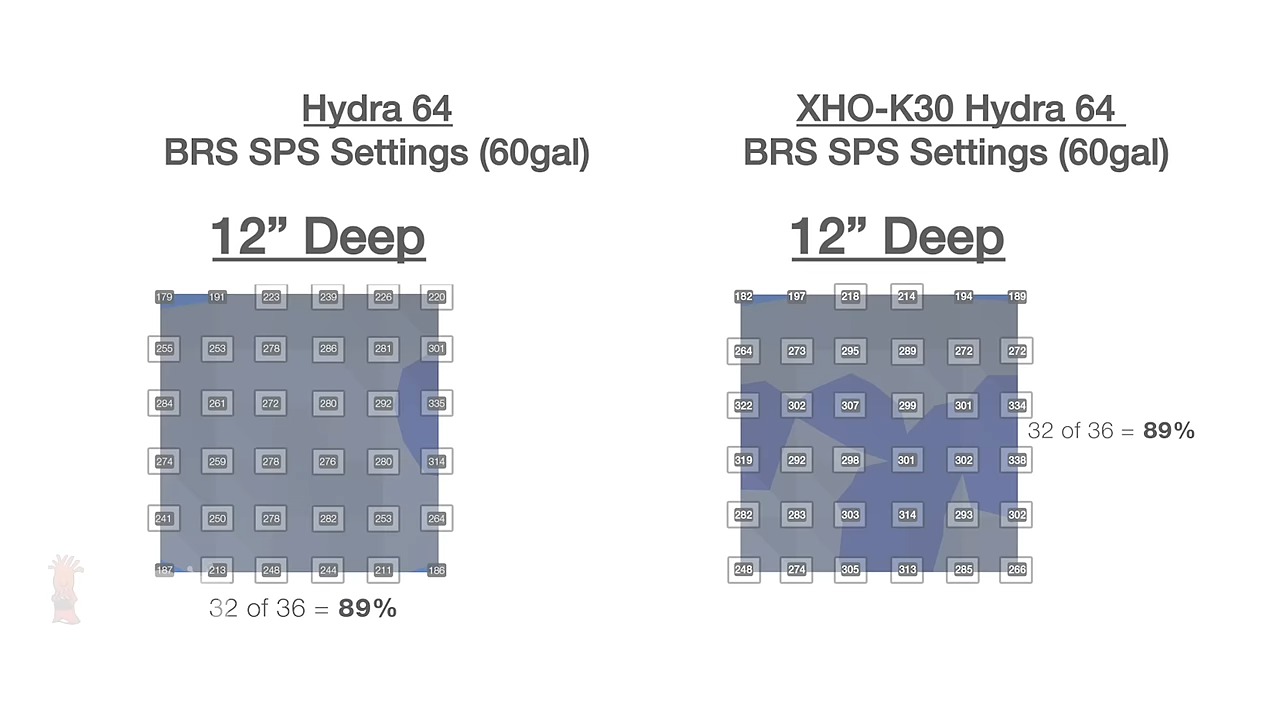 Hydra 64
BRS SPS Settings (60gal)
12” Deep
179 191 223 239 226 220
255 253 278 286 281 301
284 261 272 280 292 335
274 259 278 276 280 314
241 250 278 282 253 264
187 213 248 244 211 186
32 of 36 = 89%
XHO-K30 Hydra 64
BRS SPS Settings (60gal)
12” Deep
182 197 218 214 194 189
264 273 295 289 272 272
322 302 307 299 301 334
319 292 298 301 302 338
282 283 303 314 293 302
248 274 305 313 285 266
32 of 36 = 89%